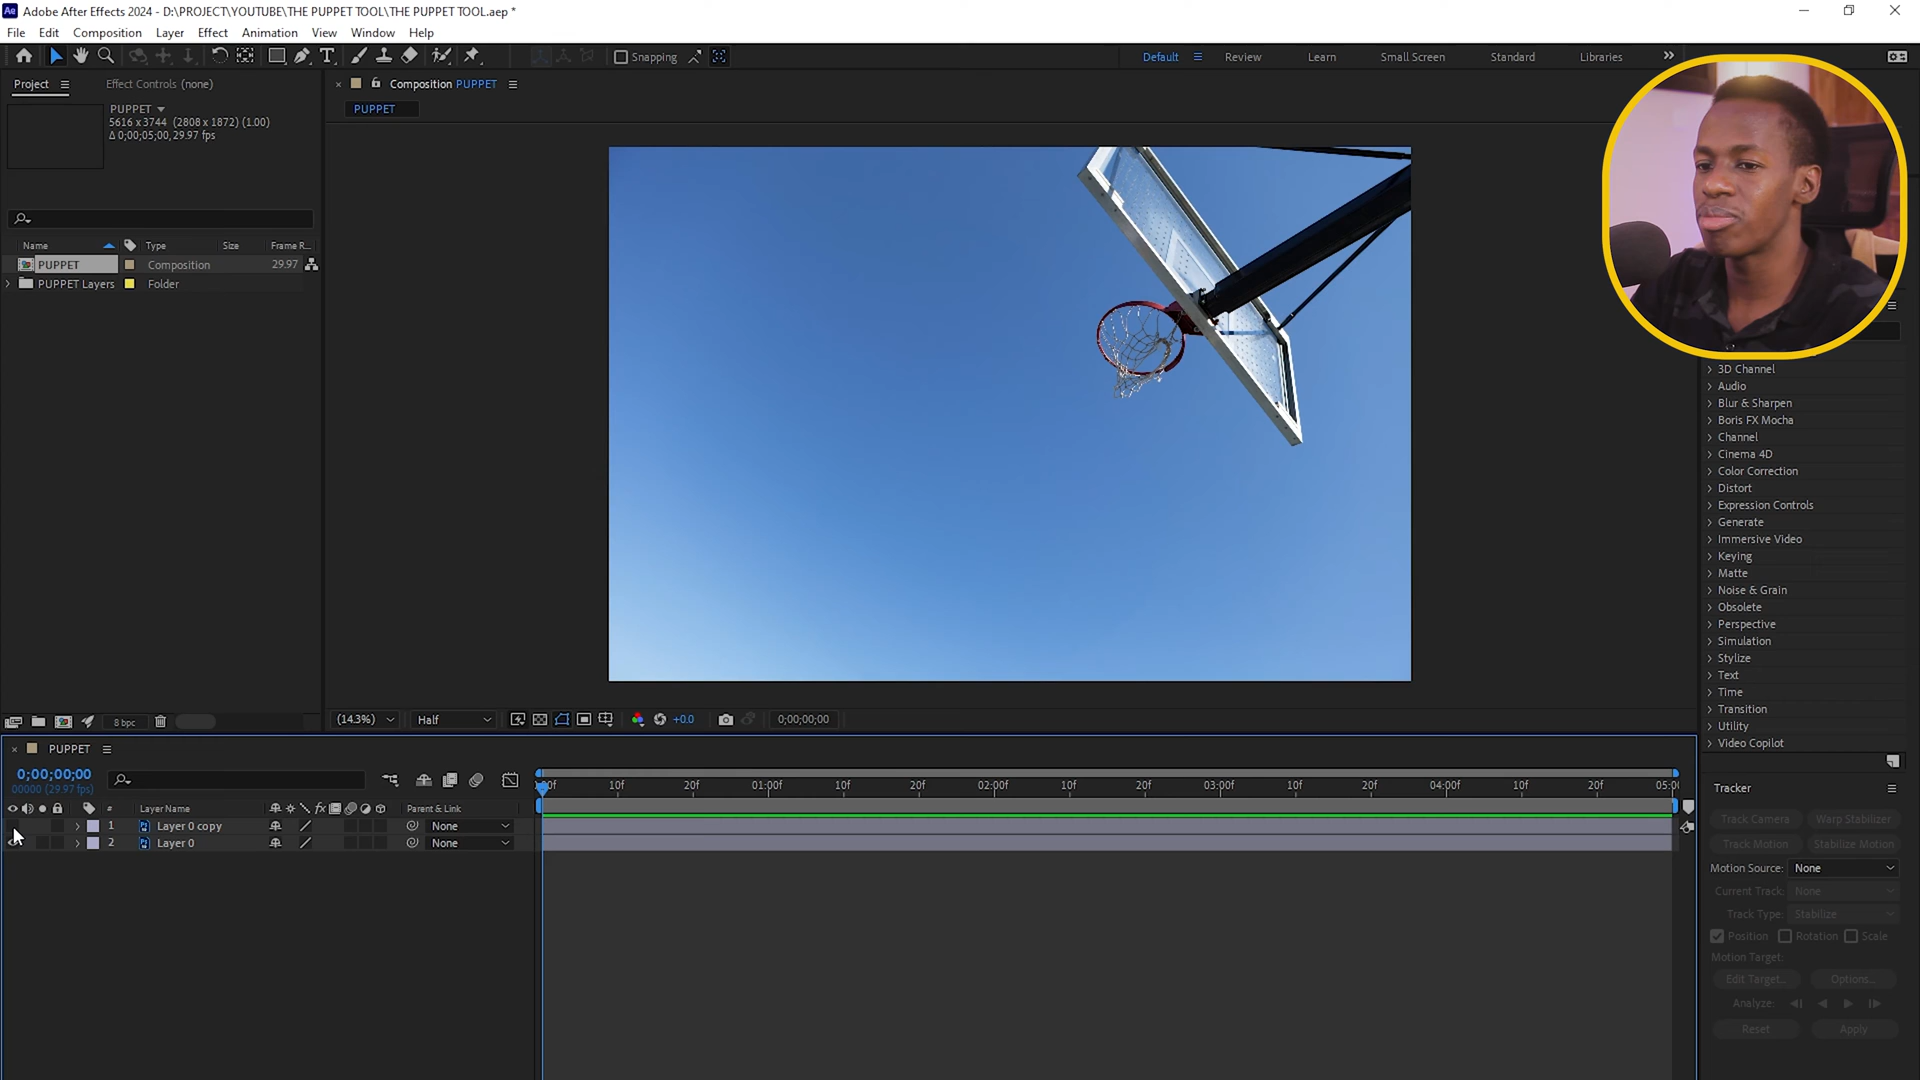 Adobe After Effects 2024 - D:\PROJECT\YOUTUBE\THE PUPPET TOOL\THE PUPPET TOOL.aep *
File Edit Composition Layer Effect Animation View Window Help
Snapping
Default Review Learn Small Screen Standard Libraries
Project Effect Controls (none)
Composition PUPPET
PUPPET
PUPPET
5616 x 3744 (2808 x 1872) (1.00)
Δ 0;00;05;00, 29.97 fps
Name Type Size Frame R...
PUPPET Composition 29.97
PUPPET Layers Folder
3D Channel
Audio
Blur & Sharpen
Boris FX Mocha
Channel
Cinema 4D
Color Correction
Distort
Expression Controls
Generate
Immersive Video
Keying
Matte
Noise & Grain
Obsolete
Perspective
Simulation
Stylize
Text
Time
Transition
Utility
Video Copilot
8 bpc
(14.3%) Half +0.0 0;00;00;00
PUPPET
0;00;00;00
00000 (29.97 fps)
# Layer Name fx Parent & Link
1 Layer 0 copy None
2 Layer 0 None
00f 10f 20f 01:00f 10f 20f 02:00f 10f 20f 03:00f 10f 20f 04:00f 10f 20f 05:00
Tracker
Track Camera Warp Stabilizer
Track Motion Stabilize Motion
Motion Source: None
Current Track: None
Track Type: Stabilize
Position Rotation Scale
Motion Target:
Edit Target... Options...
Analyze:
Reset Apply